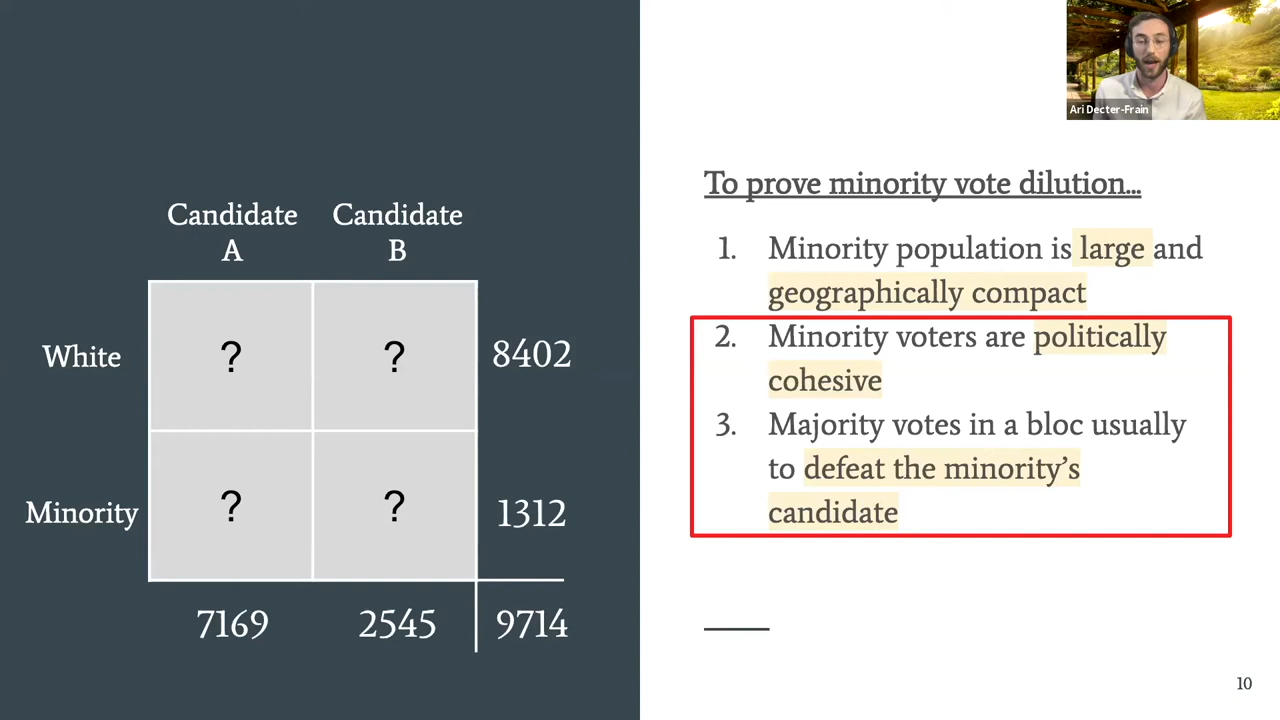 Candidate A
Candidate B
White
?
?
8402
Minority
?
?
1312
7169
2545
9714
Ari Decter-Frain
To prove minority vote dilution...
1. Minority population is large and
geographically compact
2. Minority voters are politically
cohesive
3. Majority votes in a bloc usually
to defeat the minority's
candidate
10